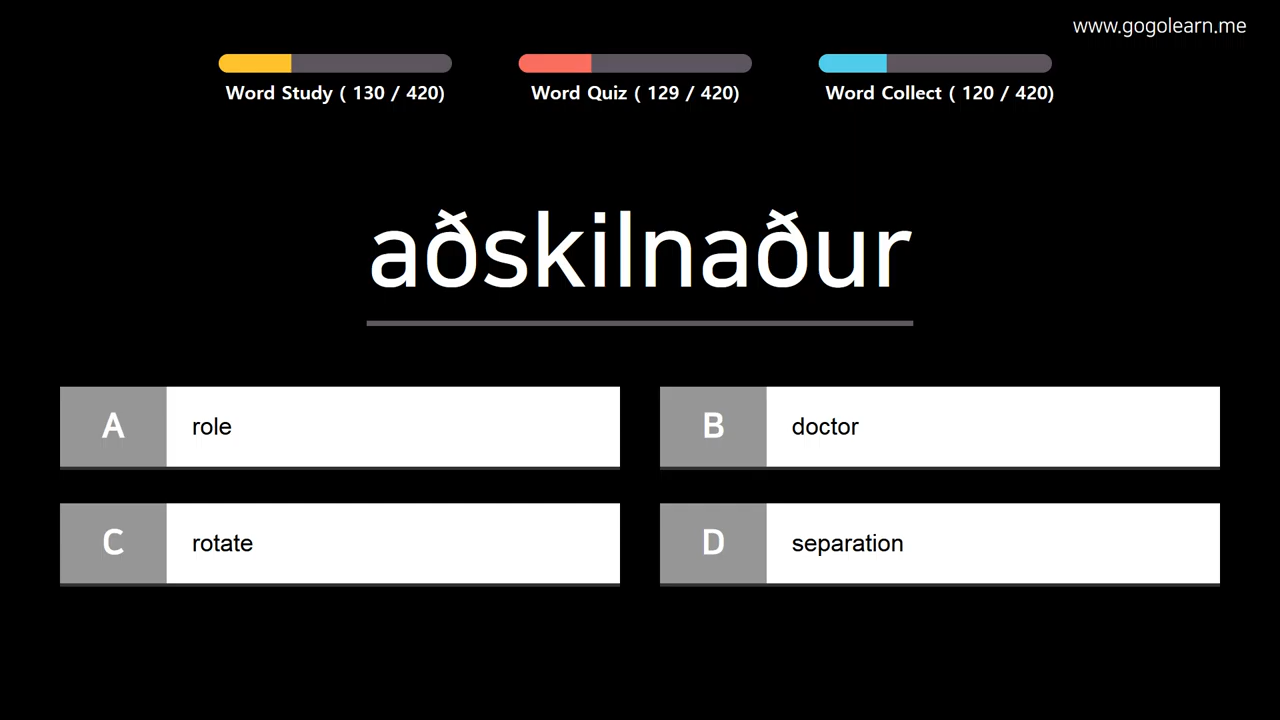 www.gogolearn.me
Word Study ( 130 / 420)
Word Quiz ( 129 / 420)
Word Collect ( 120 / 420)
aðskilnaður
A role
B doctor
C rotate
D separation